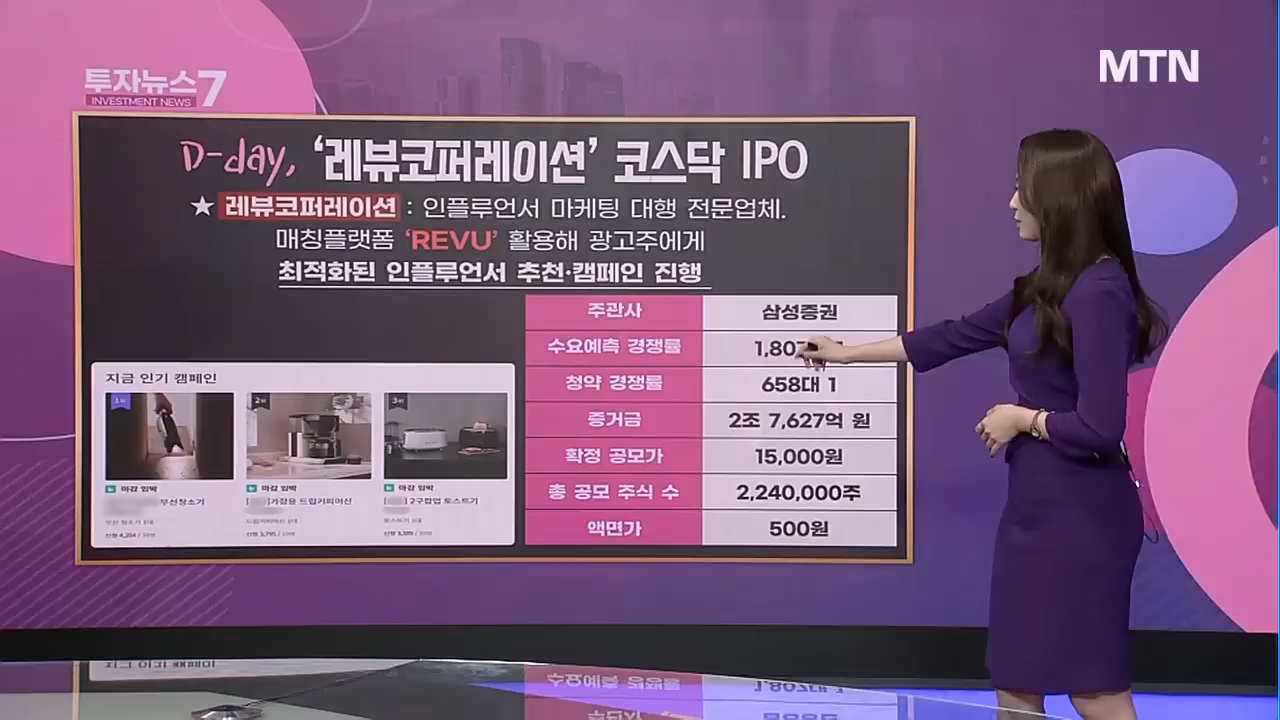 투자뉴스7
INVESTMENT NEWS
MTN
D-day, ‘레뷰코퍼레이션’ 코스닥 IPO
★ 레뷰코퍼레이션 : 인플루언서 마케팅 대행 전문업체.
매칭플랫폼 ‘REVU’ 활용해 광고주에게
최적화된 인플루언서 추천·캠페인 진행
주관사 삼성증권
수요예측 경쟁률
청약 경쟁률 658대 1
증거금 2조 7,627억 원
확정 공모가 15,000원
총 공모 주식 수 2,240,000주
액면가 500원
지금 인기 캠페인
1위 2위 3위
마감 임박 마감 임박 마감 임박
무선청소기 가정용 드립커피머신 2구팝업 토스트기